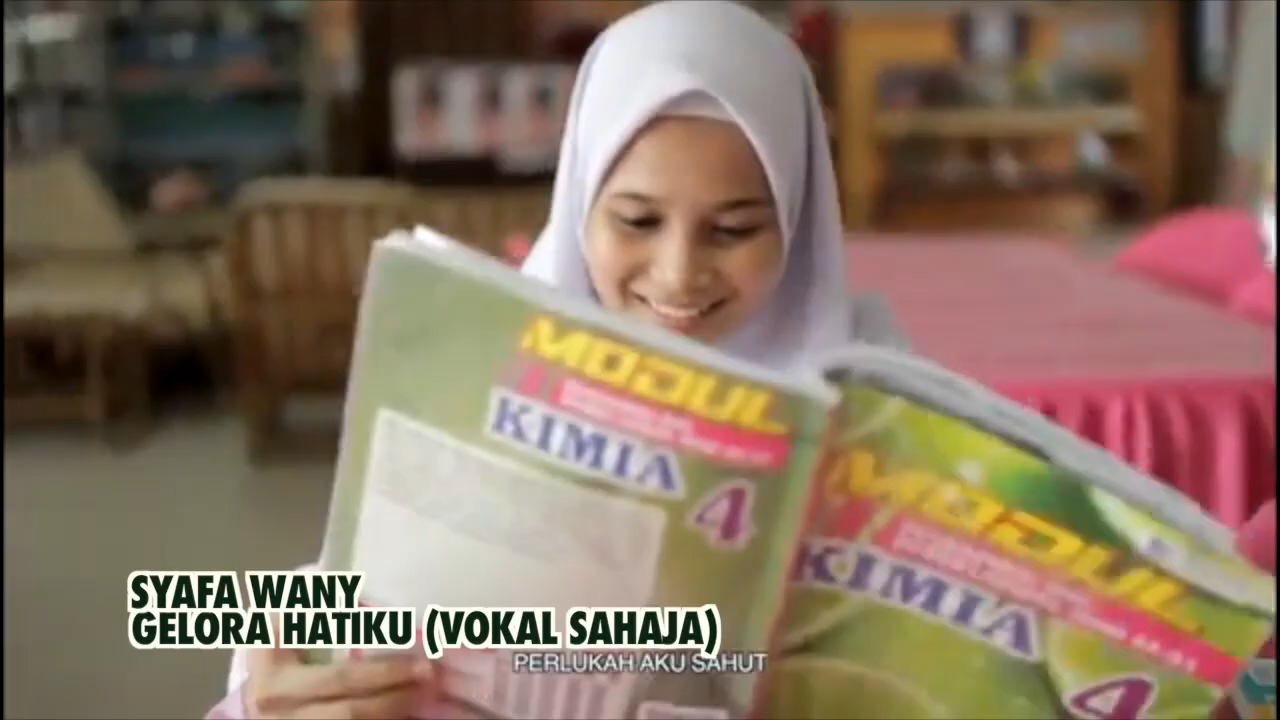 MODUL
KIMIA
4
MODUL
KIMIA
4
SYAFA WANY
GELORA HATIKU (VOKAL SAHAJA)
PERLUKAH AKU SAHUT